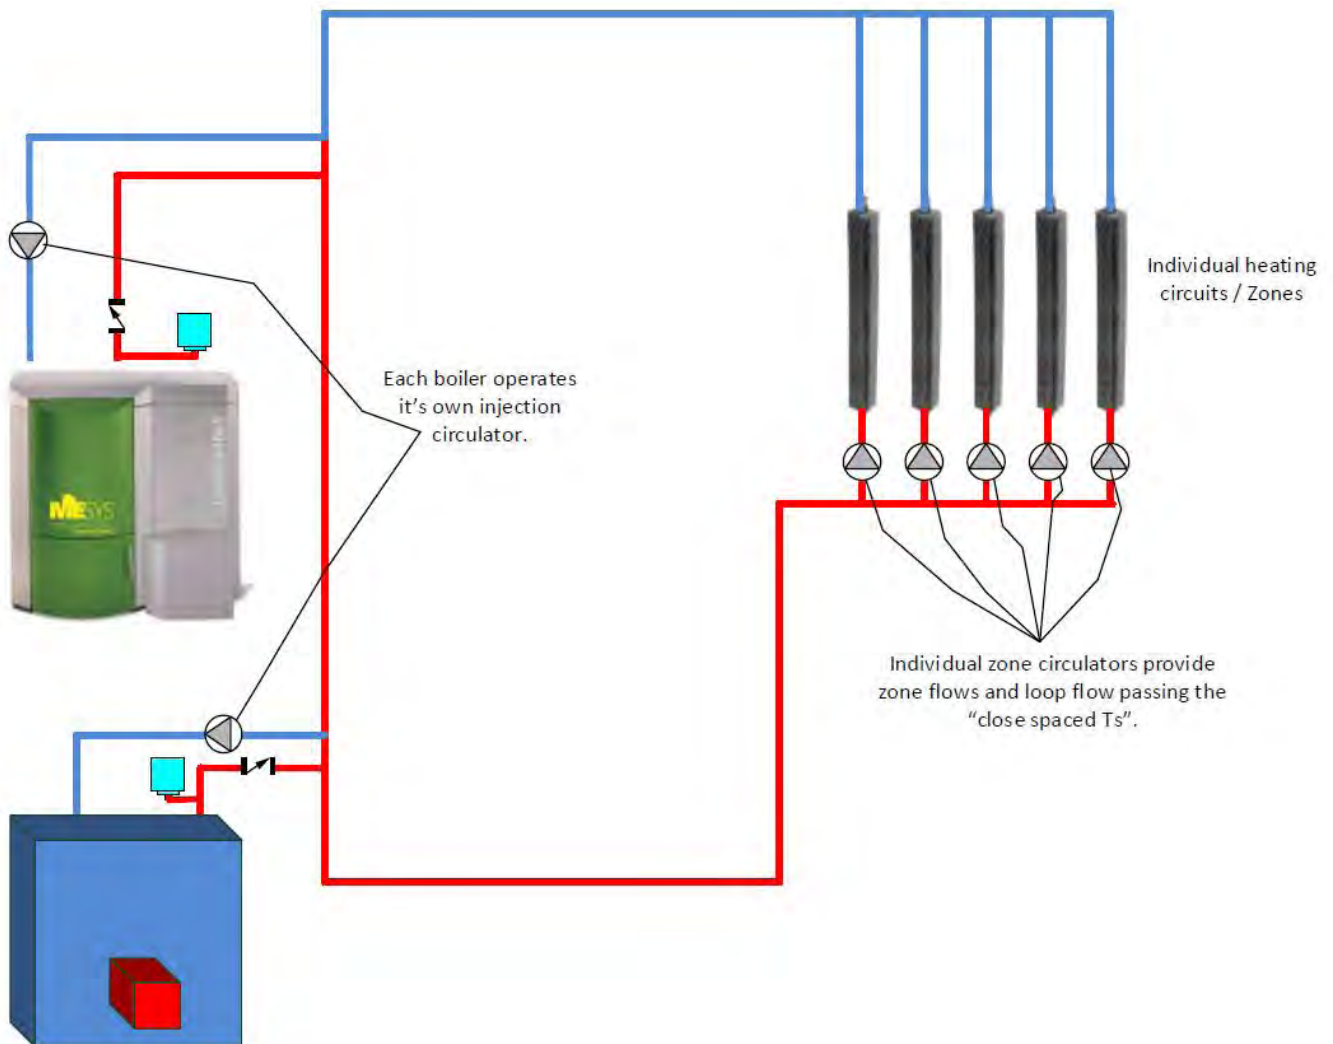 Individual heating
circuits / Zones
Each boiler operates
it's own injection
circulator.
MESYS
Individual zone circulators provide
zone flows and loop flow passing the
“close spaced Ts”.